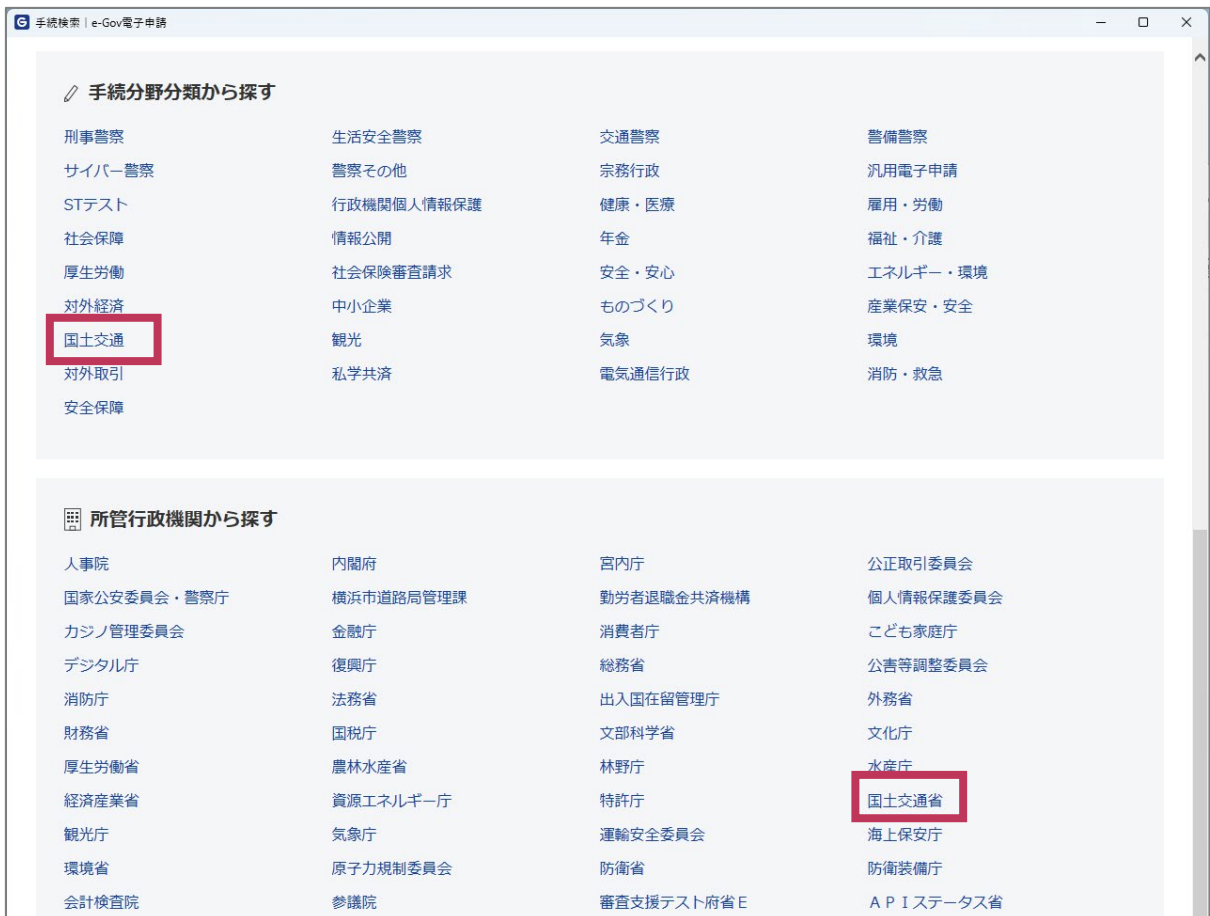 手続検索｜e-Gov電子申請
手続分野分類から探す
刑事警察 生活安全警察 交通警察 警備警察
サイバー警察 警察その他 宗務行政 汎用電子申請
STテスト 行政機関個人情報保護 健康・医療 雇用・労働
社会保障 情報公開 年金 福祉・介護
厚生労働 社会保険審査請求 安全・安心 エネルギー・環境
対外経済 中小企業 ものづくり 産業保安・安全
国土交通 観光 気象 環境
対外取引 私学共済 電気通信行政 消防・救急
安全保障
所管行政機関から探す
人事院 内閣府 宮内庁 公正取引委員会
国家公安委員会・警察庁 横浜市道路局管理課 勤労者退職金共済機構 個人情報保護委員会
カジノ管理委員会 金融庁 消費者庁 こども家庭庁
デジタル庁 復興庁 総務省 公害等調整委員会
消防庁 法務省 出入国在留管理庁 外務省
財務省 国税庁 文部科学省 文化庁
厚生労働省 農林水産省 林野庁 水産庁
経済産業省 資源エネルギー庁 特許庁 国土交通省
観光庁 気象庁 運輸安全委員会 海上保安庁
環境省 原子力規制委員会 防衛省 防衛装備庁
会計検査院 参議院 審査支援テスト府省Ｅ ＡＰＩステータス省